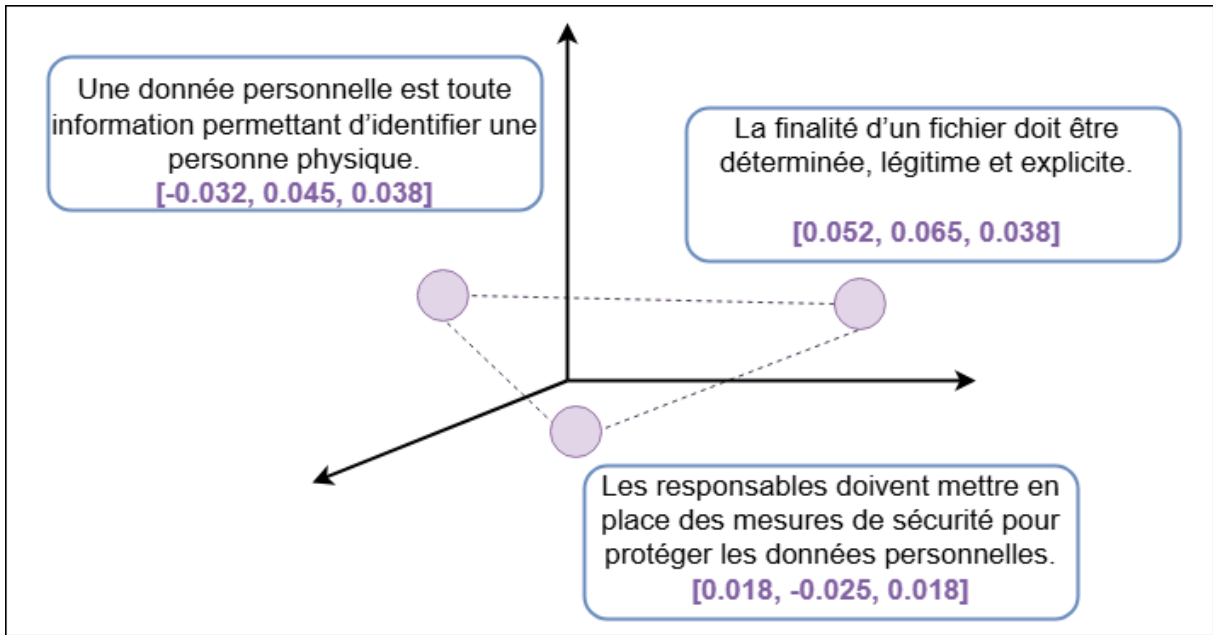 Une donnée personnelle est toute
information permettant d’identifier une
personne physique.
[-0.032, 0.045, 0.038]
La finalité d’un fichier doit être
déterminée, légitime et explicite.
[0.052, 0.065, 0.038]
Les responsables doivent mettre en
place des mesures de sécurité pour
protéger les données personnelles.
[0.018, -0.025, 0.018]